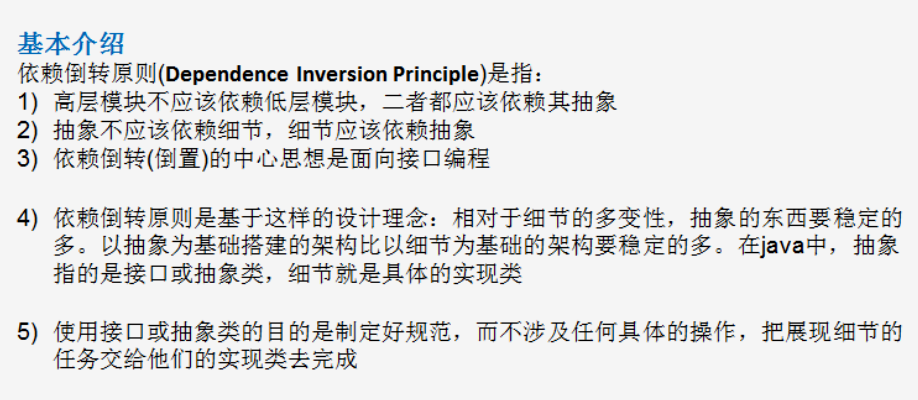 基本介绍
依赖倒转原则(Dependence Inversion Principle)是指：
1) 高层模块不应该依赖低层模块，二者都应该依赖其抽象
2) 抽象不应该依赖细节，细节应该依赖抽象
3) 依赖倒转(倒置)的中心思想是面向接口编程
4) 依赖倒转原则是基于这样的设计理念：相对于细节的多变性，抽象的东西要稳定的
多。以抽象为基础搭建的架构比以细节为基础的架构要稳定的多。在java中，抽象
指的是接口或抽象类，细节就是具体的实现类
5) 使用接口或抽象类的目的是制定好规范，而不涉及任何具体的操作，把展现细节的
任务交给他们的实现类去完成